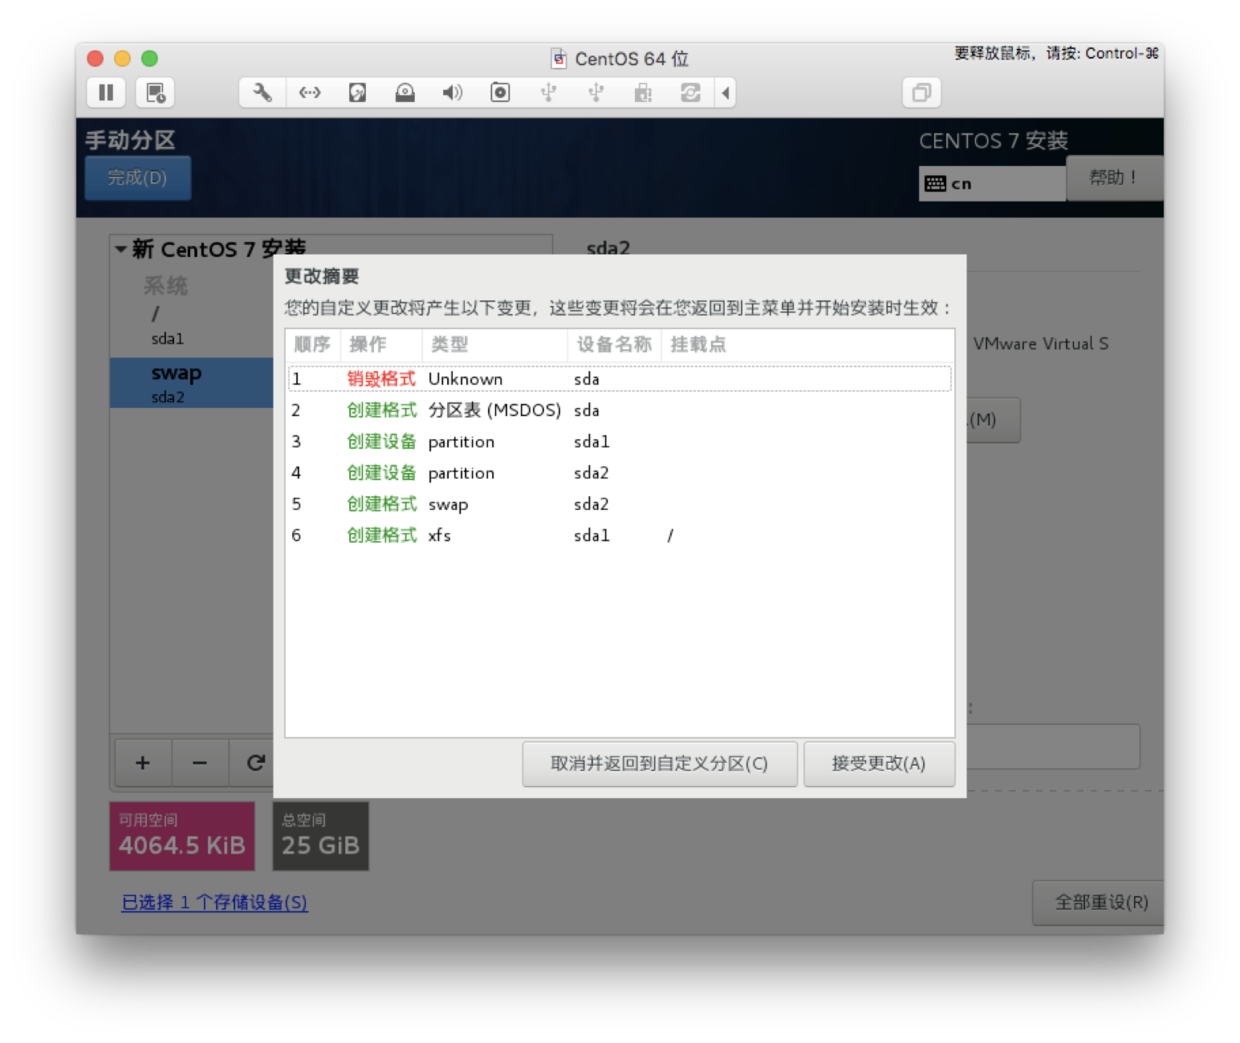 CentOS 64 位
要释放鼠标，请按: Control-⌘
手动分区
完成(D)
CENTOS 7 安装
cn
帮助！
新 CentOS 7 安装
系统
/
sda1
swap
sda2
sda2
VMware Virtual S
(M)
更改摘要
您的自定义更改将产生以下变更，这些变更将会在您返回到主菜单并开始安装时生效：
顺序 操作 类型 设备名称 挂载点
1 销毁格式 Unknown sda
2 创建格式 分区表 (MSDOS) sda
3 创建设备 partition sda1
4 创建设备 partition sda2
5 创建格式 swap sda2
6 创建格式 xfs sda1 /
取消并返回到自定义分区(C) 接受更改(A)
可用空间
4064.5 KiB
总空间
25 GiB
已选择 1 个存储设备(S)
全部重设(R)